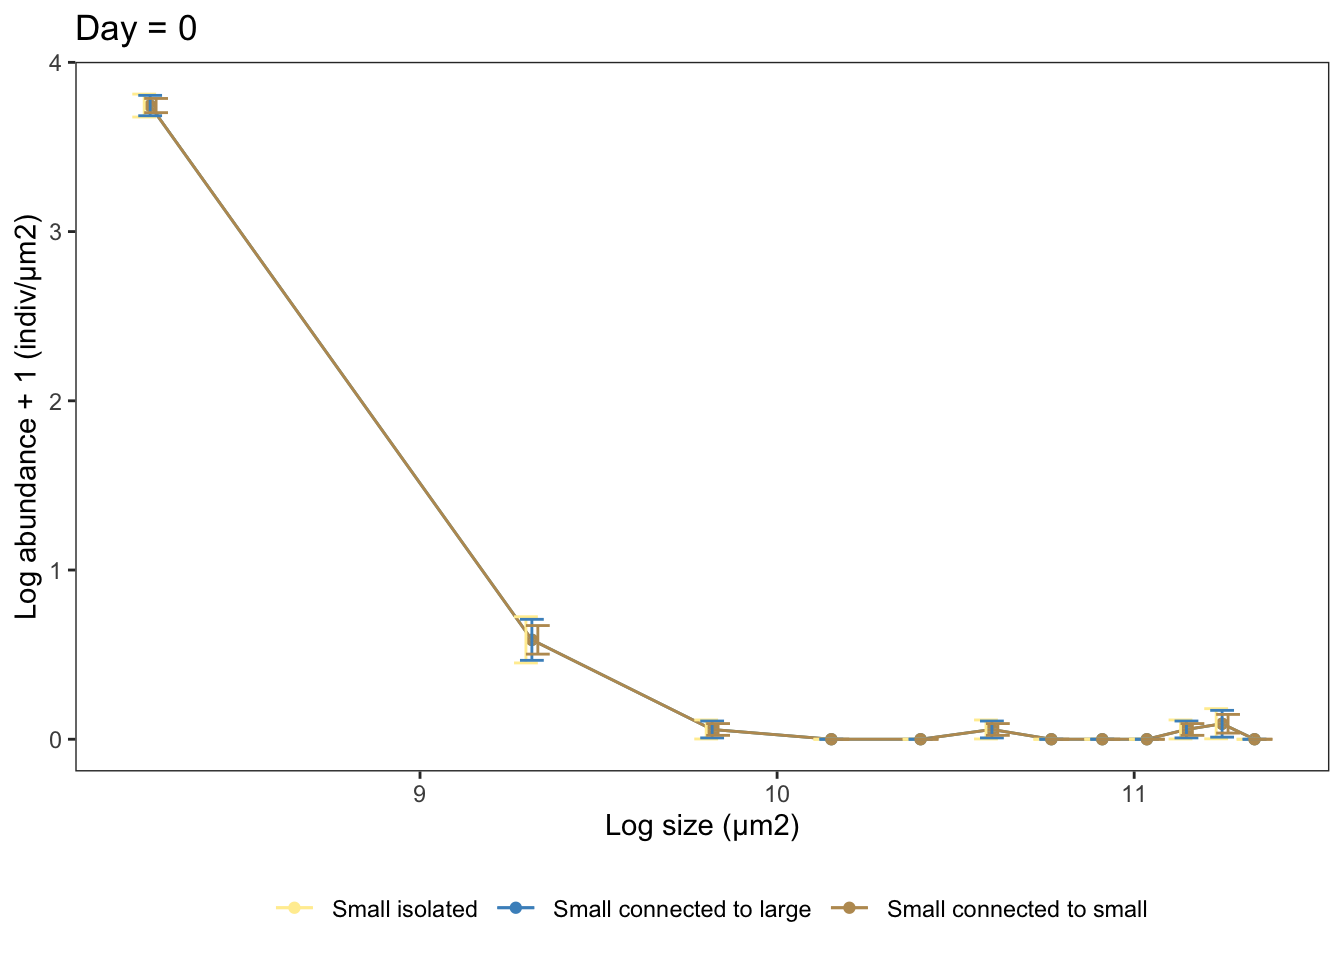 Day = 0
Log abundance + 1 (indiv/µm2)
4
3
2
1
0
9 10 11
Log size (µm2)
Small isolated Small connected to large Small connected to small